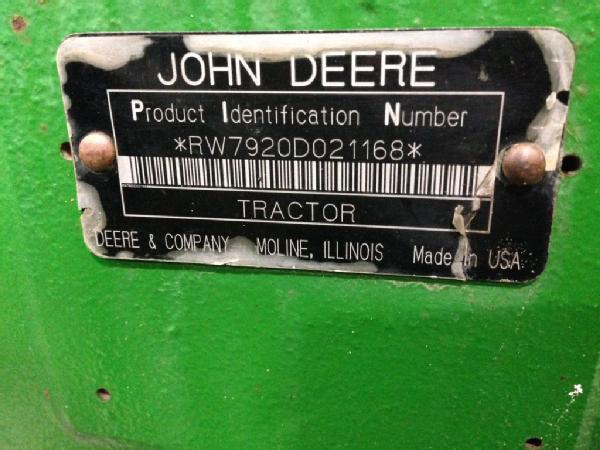 JOHN DEERE
Product Identification Number
*RW7920D021168*
TRACTOR
DEERE & COMPANY MOLINE, ILLINOIS Made in USA